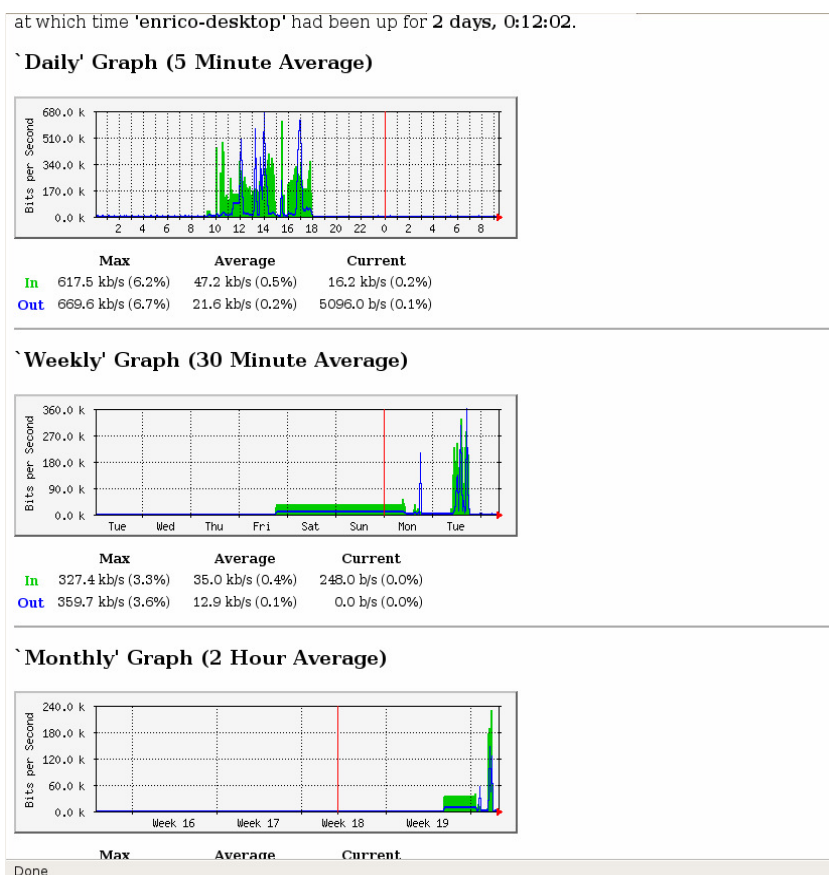 at which time 'enrico-desktop' had been up for 2 days, 0:12:02.
`Daily' Graph (5 Minute Average)
680.0 k
510.0 k
340.0 k
170.0 k
0.0 k
Bits per Second
2 4 6 8 10 12 14 16 18 20 22 0 2 4 6 8
Max Average Current
In 617.5 kb/s (6.2%) 47.2 kb/s (0.5%) 16.2 kb/s (0.2%)
Out 669.6 kb/s (6.7%) 21.6 kb/s (0.2%) 5096.0 b/s (0.1%)
`Weekly' Graph (30 Minute Average)
360.0 k
270.0 k
180.0 k
90.0 k
0.0 k
Bits per Second
Tue Wed Thu Fri Sat Sun Mon Tue
Max Average Current
In 327.4 kb/s (3.3%) 35.0 kb/s (0.4%) 248.0 b/s (0.0%)
Out 359.7 kb/s (3.6%) 12.9 kb/s (0.1%) 0.0 b/s (0.0%)
`Monthly' Graph (2 Hour Average)
240.0 k
180.0 k
120.0 k
60.0 k
0.0 k
Bits per Second
Week 16 Week 17 Week 18 Week 19
Max Average Current
Done